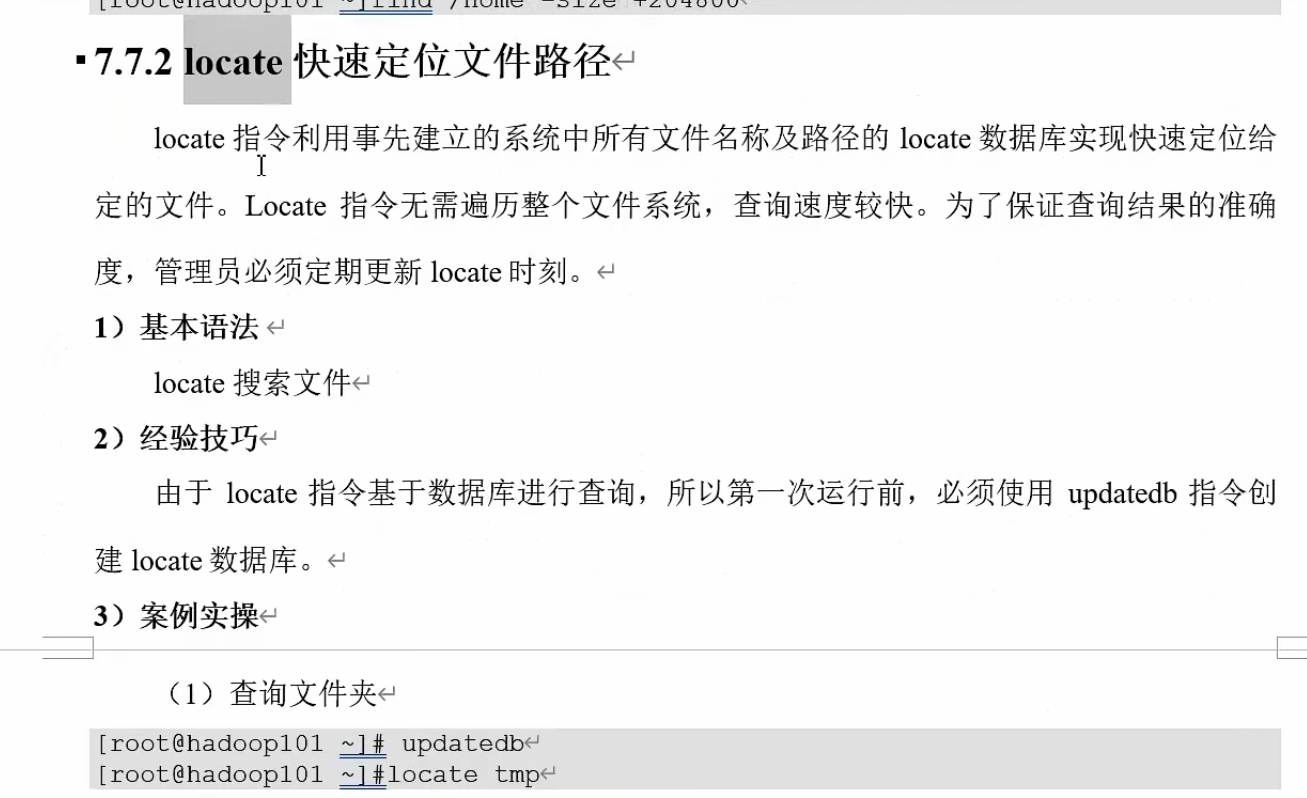 [root@hadoop101 ~]find /home -size +204800
7.7.2 locate 快速定位文件路径
locate 指令利用事先建立的系统中所有文件名称及路径的 locate 数据库实现快速定位给
定的文件。Locate 指令无需遍历整个文件系统，查询速度较快。为了保证查询结果的准确
度，管理员必须定期更新 locate 时刻。
1）基本语法
locate 搜索文件
2）经验技巧
由于 locate 指令基于数据库进行查询，所以第一次运行前，必须使用 updatedb 指令创
建 locate 数据库。
3）案例实操
（1）查询文件夹
[root@hadoop101 ~]# updatedb
[root@hadoop101 ~]#locate tmp